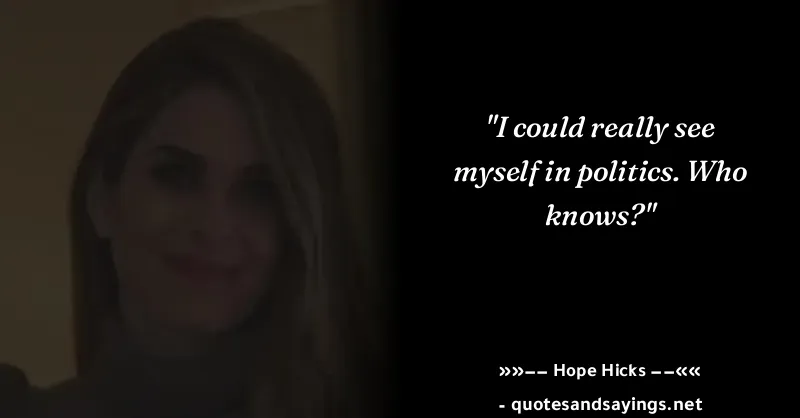 "I could really see
myself in politics. Who
knows?"
»»−− Hope Hicks −−««
- quotesandsayings.net